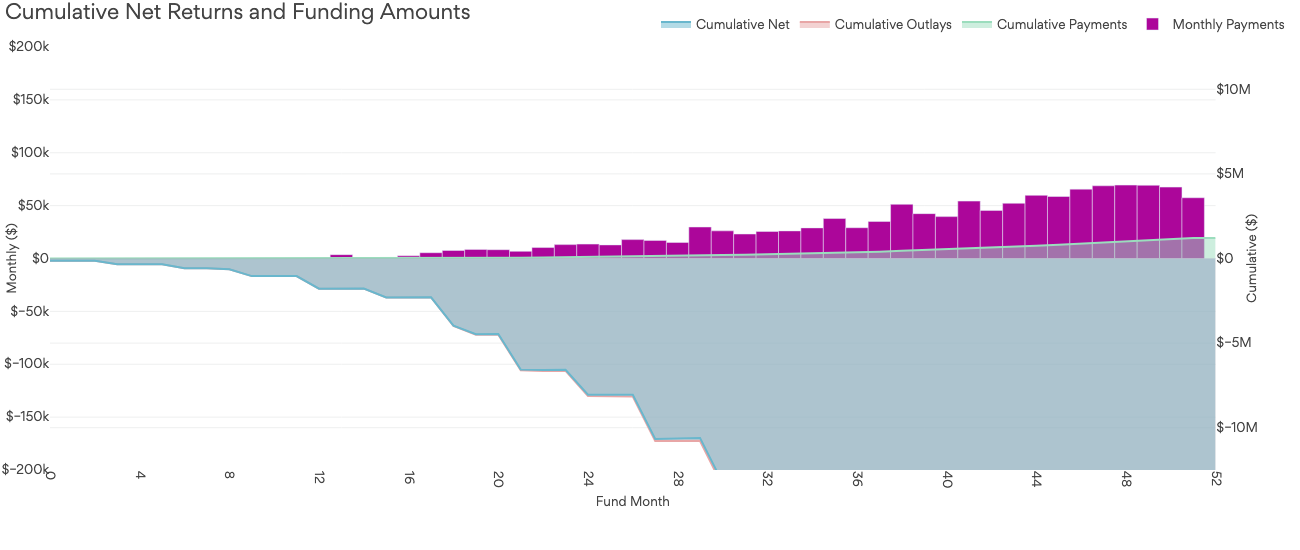 Cumulative Net Returns and Funding Amounts
Cumulative Net
Cumulative Outlays
Cumulative Payments
Monthly Payments
$200k
$150k
$100k
$50k
$0
$−50k
$−100k
$−150k
$−200k
Monthly ($)
$10M
$5M
$0
$−5M
$−10M
Cumulative ($)
0
4
8
12
16
20
24
28
32
36
40
44
48
52
Fund Month